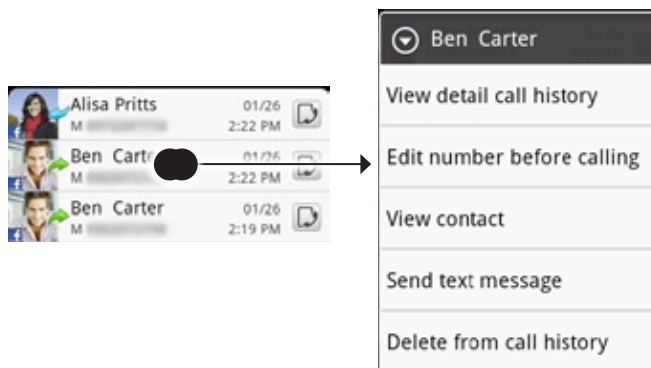 Alisa Pritts
01/26
M
2:22 PM
Ben Carte
01/26
M
2:22 PM
Ben Carter
01/26
M
2:19 PM
Ben Carter
View detail call history
Edit number before calling
View contact
Send text message
Delete from call history